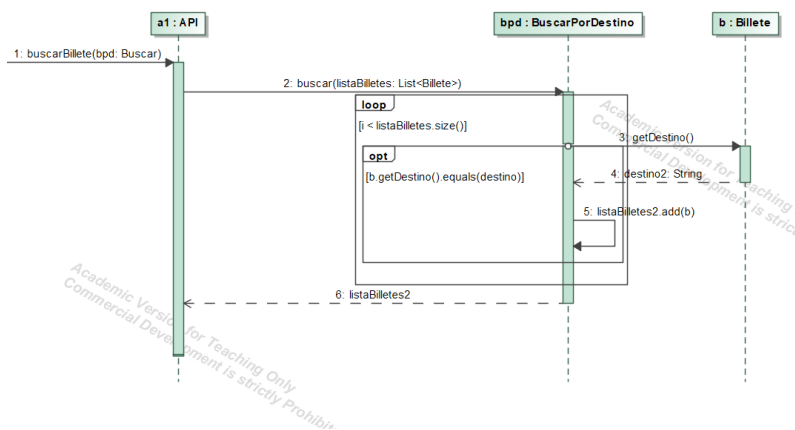 a1 : API
bpd : BuscarPorDestino
b : Billete
1: buscarBillete(bpd: Buscar)
2: buscar(listaBilletes: List<Billete>)
loop
[i < listaBilletes.size()]
3: getDestino()
opt
[b.getDestino().equals(destino)]
4: destino2: String
5: listaBilletes2.add(b)
6: listaBilletes2
Academic Version for Teaching
Commercial Development is strictly
Academic Version for Teaching Only
Commercial Development is strictly Prohibit